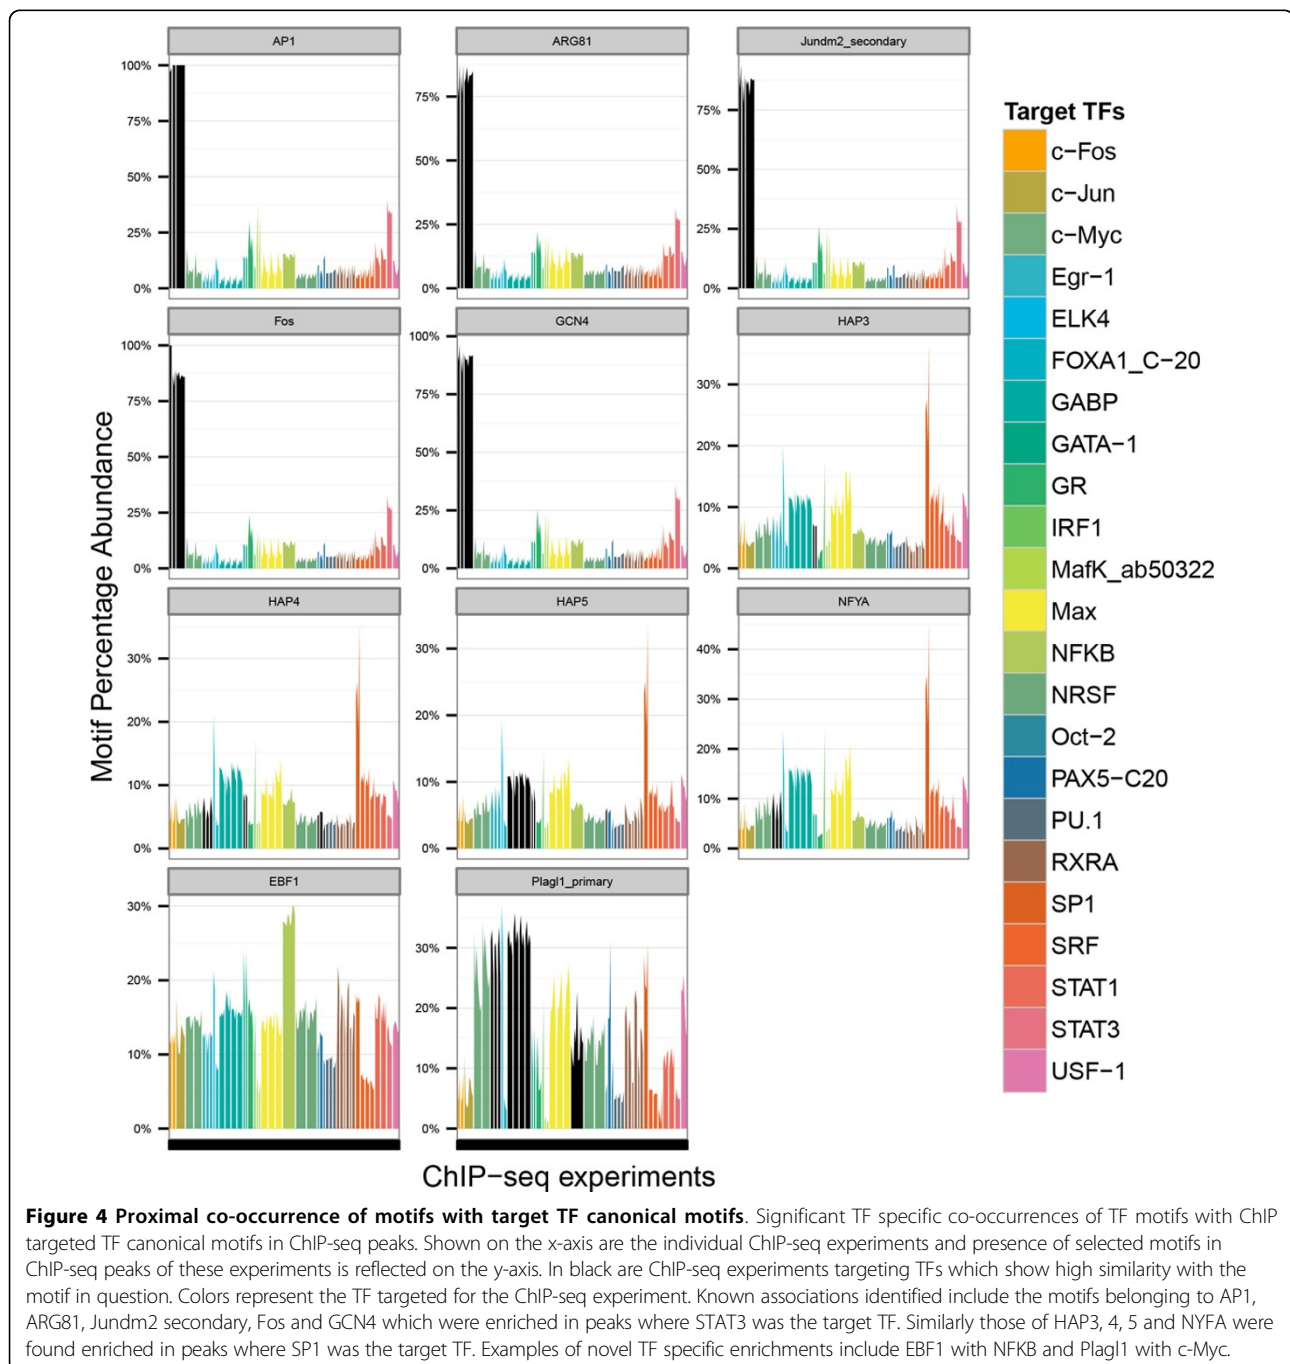 AP1
ARG81
Jundm2_secondary
100%
75%
50%
25%
0%
75%
50%
25%
0%
75%
50%
25%
0%
Fos
GCN4
HAP3
100%
75%
50%
25%
0%
100%
75%
50%
25%
0%
30%
20%
10%
0%
HAP4
HAP5
NFYA
30%
20%
10%
0%
30%
20%
10%
0%
40%
30%
20%
10%
0%
EBF1
Plagl1_primary
30%
20%
10%
0%
30%
20%
10%
0%
Motif Percentage Abundance
ChIP−seq experiments
Target TFs
c−Fos
c−Jun
c−Myc
Egr−1
ELK4
FOXA1_C−20
GABP
GATA−1
GR
IRF1
MafK_ab50322
Max
NFKB
NRSF
Oct−2
PAX5−C20
PU.1
RXRA
SP1
SRF
STAT1
STAT3
USF−1
Figure 4 Proximal co-occurrence of motifs with target TF canonical motifs. Significant TF specific co-occurrences of TF motifs with ChIP
targeted TF canonical motifs in ChIP-seq peaks. Shown on the x-axis are the individual ChIP-seq experiments and presence of selected motifs in
ChIP-seq peaks of these experiments is reflected on the y-axis. In black are ChIP-seq experiments targeting TFs which show high similarity with the
motif in question. Colors represent the TF targeted for the ChIP-seq experiment. Known associations identified include the motifs belonging to AP1,
ARG81, Jundm2 secondary, Fos and GCN4 which were enriched in peaks where STAT3 was the target TF. Similarly those of HAP3, 4, 5 and NYFA were
found enriched in peaks where SP1 was the target TF. Examples of novel TF specific enrichments include EBF1 with NFKB and Plagl1 with c-Myc.